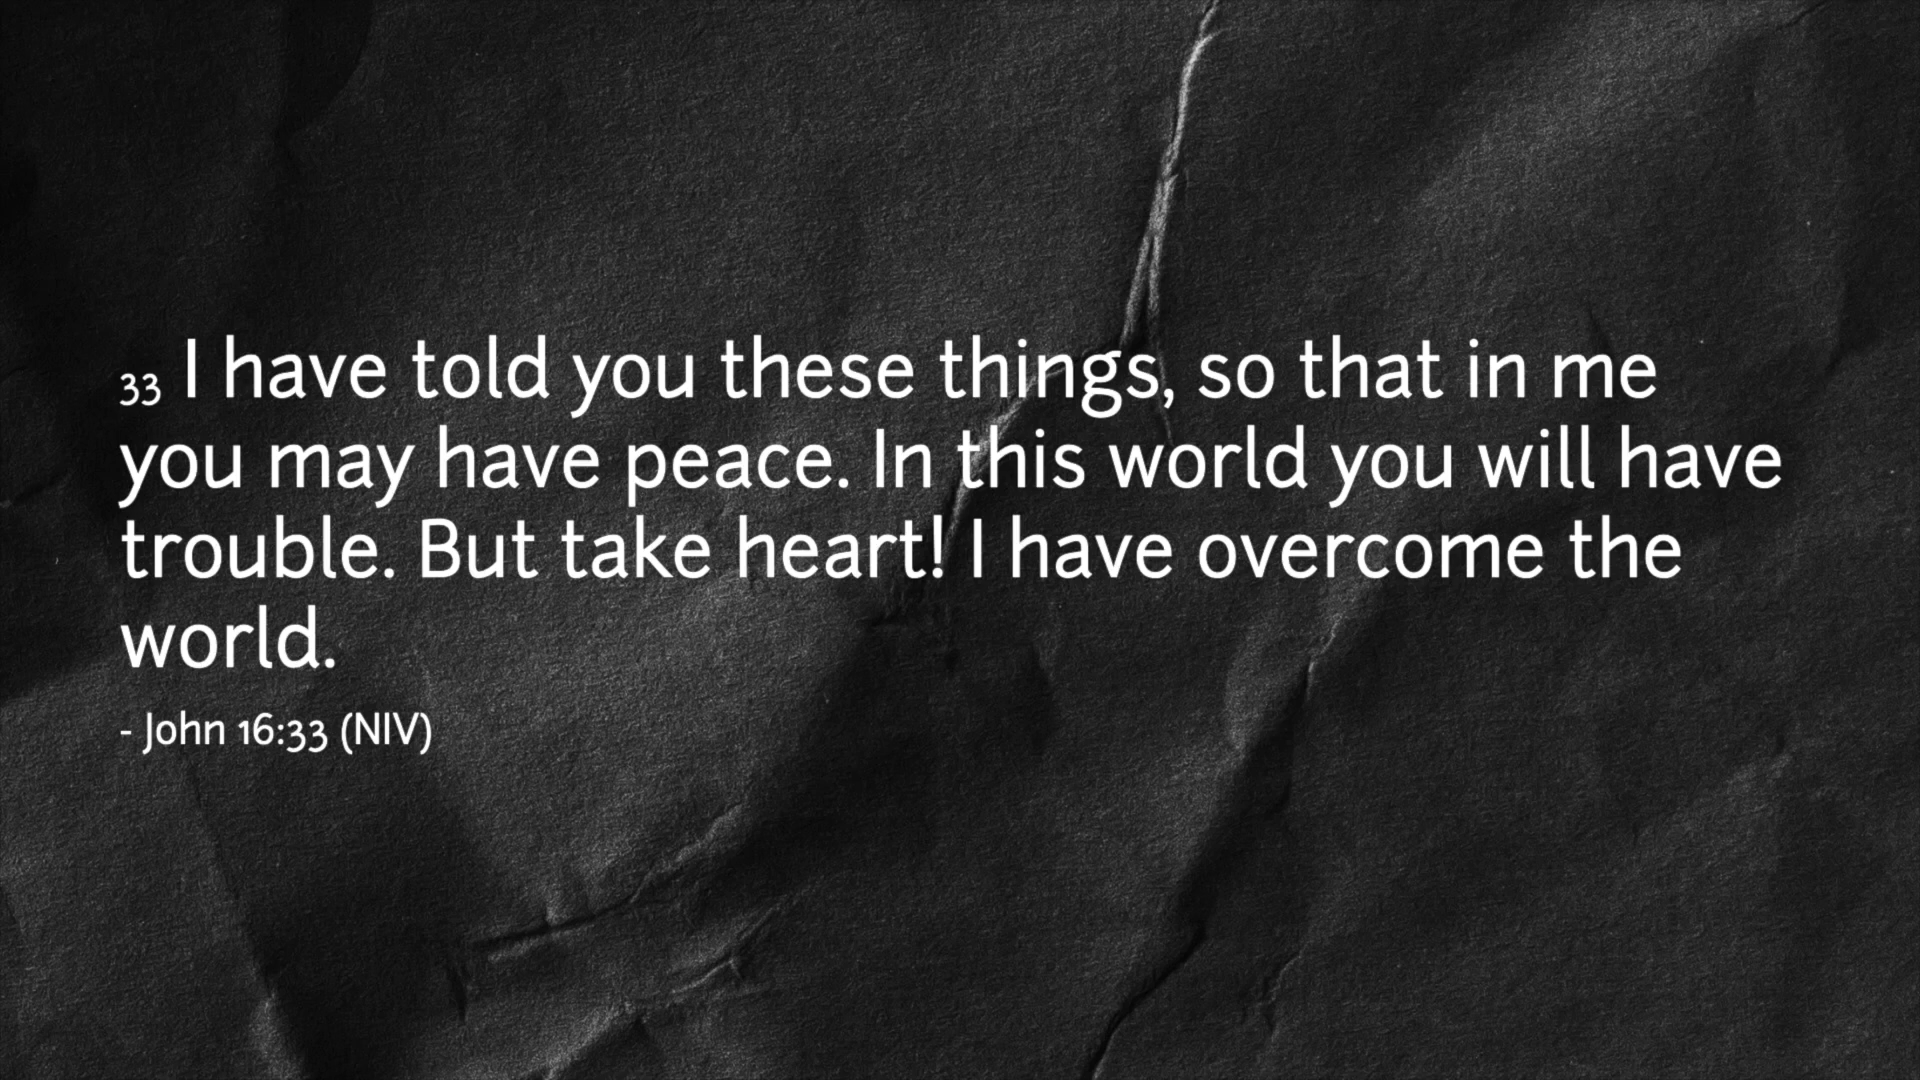 33 I have told you these things, so that in me
you may have peace. In this world you will have
trouble. But take heart! I have overcome the
world.
- John 16:33 (NIV)